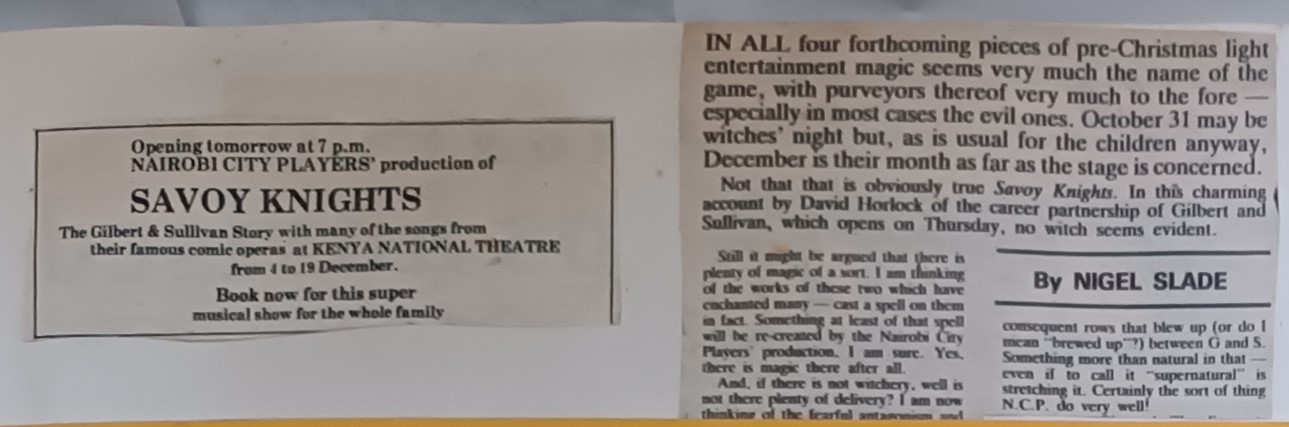 Opening tomorrow at 7 p.m.
NAIROBI CITY PLAYERS' production of
SAVOY KNIGHTS
The Gilbert & Sullivan Story with many of the songs from
their famous comic operas at KENYA NATIONAL THEATRE
from 4 to 19 December.
Book now for this super
musical show for the whole family
IN ALL four forthcoming pieces of pre-Christmas light
entertainment magic seems very much the name of the
game, with purveyors thereof very much to the fore —
especially in most cases the evil ones. October 31 may be
witches' night but, as is usual for the children anyway,
December is their month as far as the stage is concerned.
Not that that is obviously true Savoy Knights. In this charming
account by David Horlock of the career partnership of Gilbert and
Sullivan, which opens on Thursday, no witch seems evident.
Still it might be argued that there is
plenty of magic of a sort. I am thinking
of the works of these two which have
enchanted many — cast a spell on them
in fact. Something at least of that spell
will be re-created by the Nairobi City
Players' production, I am sure. Yes,
there is magic there after all.
And, if there is not witchery, well is
not there plenty of delivery? I am now
thinking of the fearful antagonism and
By NIGEL SLADE
consequent rows that blew up (or do I
mean "brewed up"?) between G and S.
Something more than natural in that —
even if to call it "supernatural" is
stretching it. Certainly the sort of thing
N.C.P. do very well!